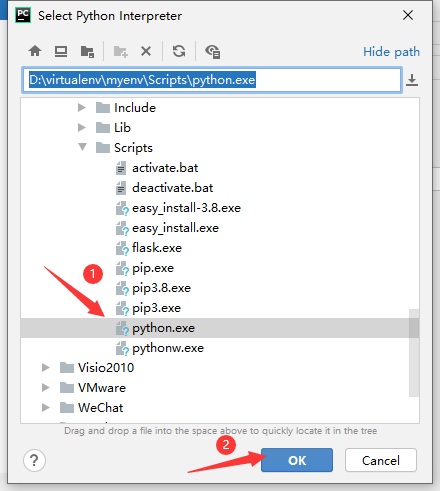 PC
Select Python Interpreter
Hide path
D:\virtualenv\myenv\Scripts\python.exe
Include
Lib
Scripts
activate.bat
deactivate.bat
easy_install-3.8.exe
easy_install.exe
flask.exe
1
pip.exe
pip3.8.exe
pip3.exe
python.exe
pythonw.exe
Visio2010
VMware
WeChat
Drag and drop a file into the space above to quickly locate it in the tree
2
?
OK
Cancel